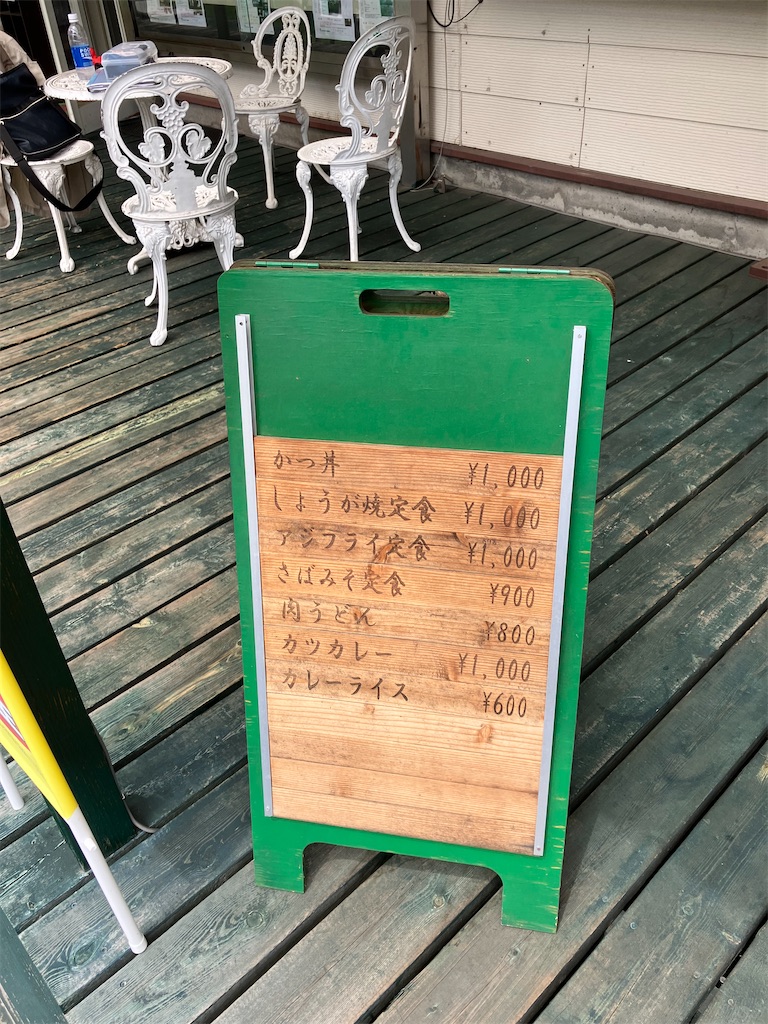 かつ丼 ¥1,000
しょうが焼定食 ¥1,000
アジフライ定食 ¥1,000
さばみそ定食 ¥900
肉うどん ¥800
カツカレー ¥1,000
カレーライス ¥600